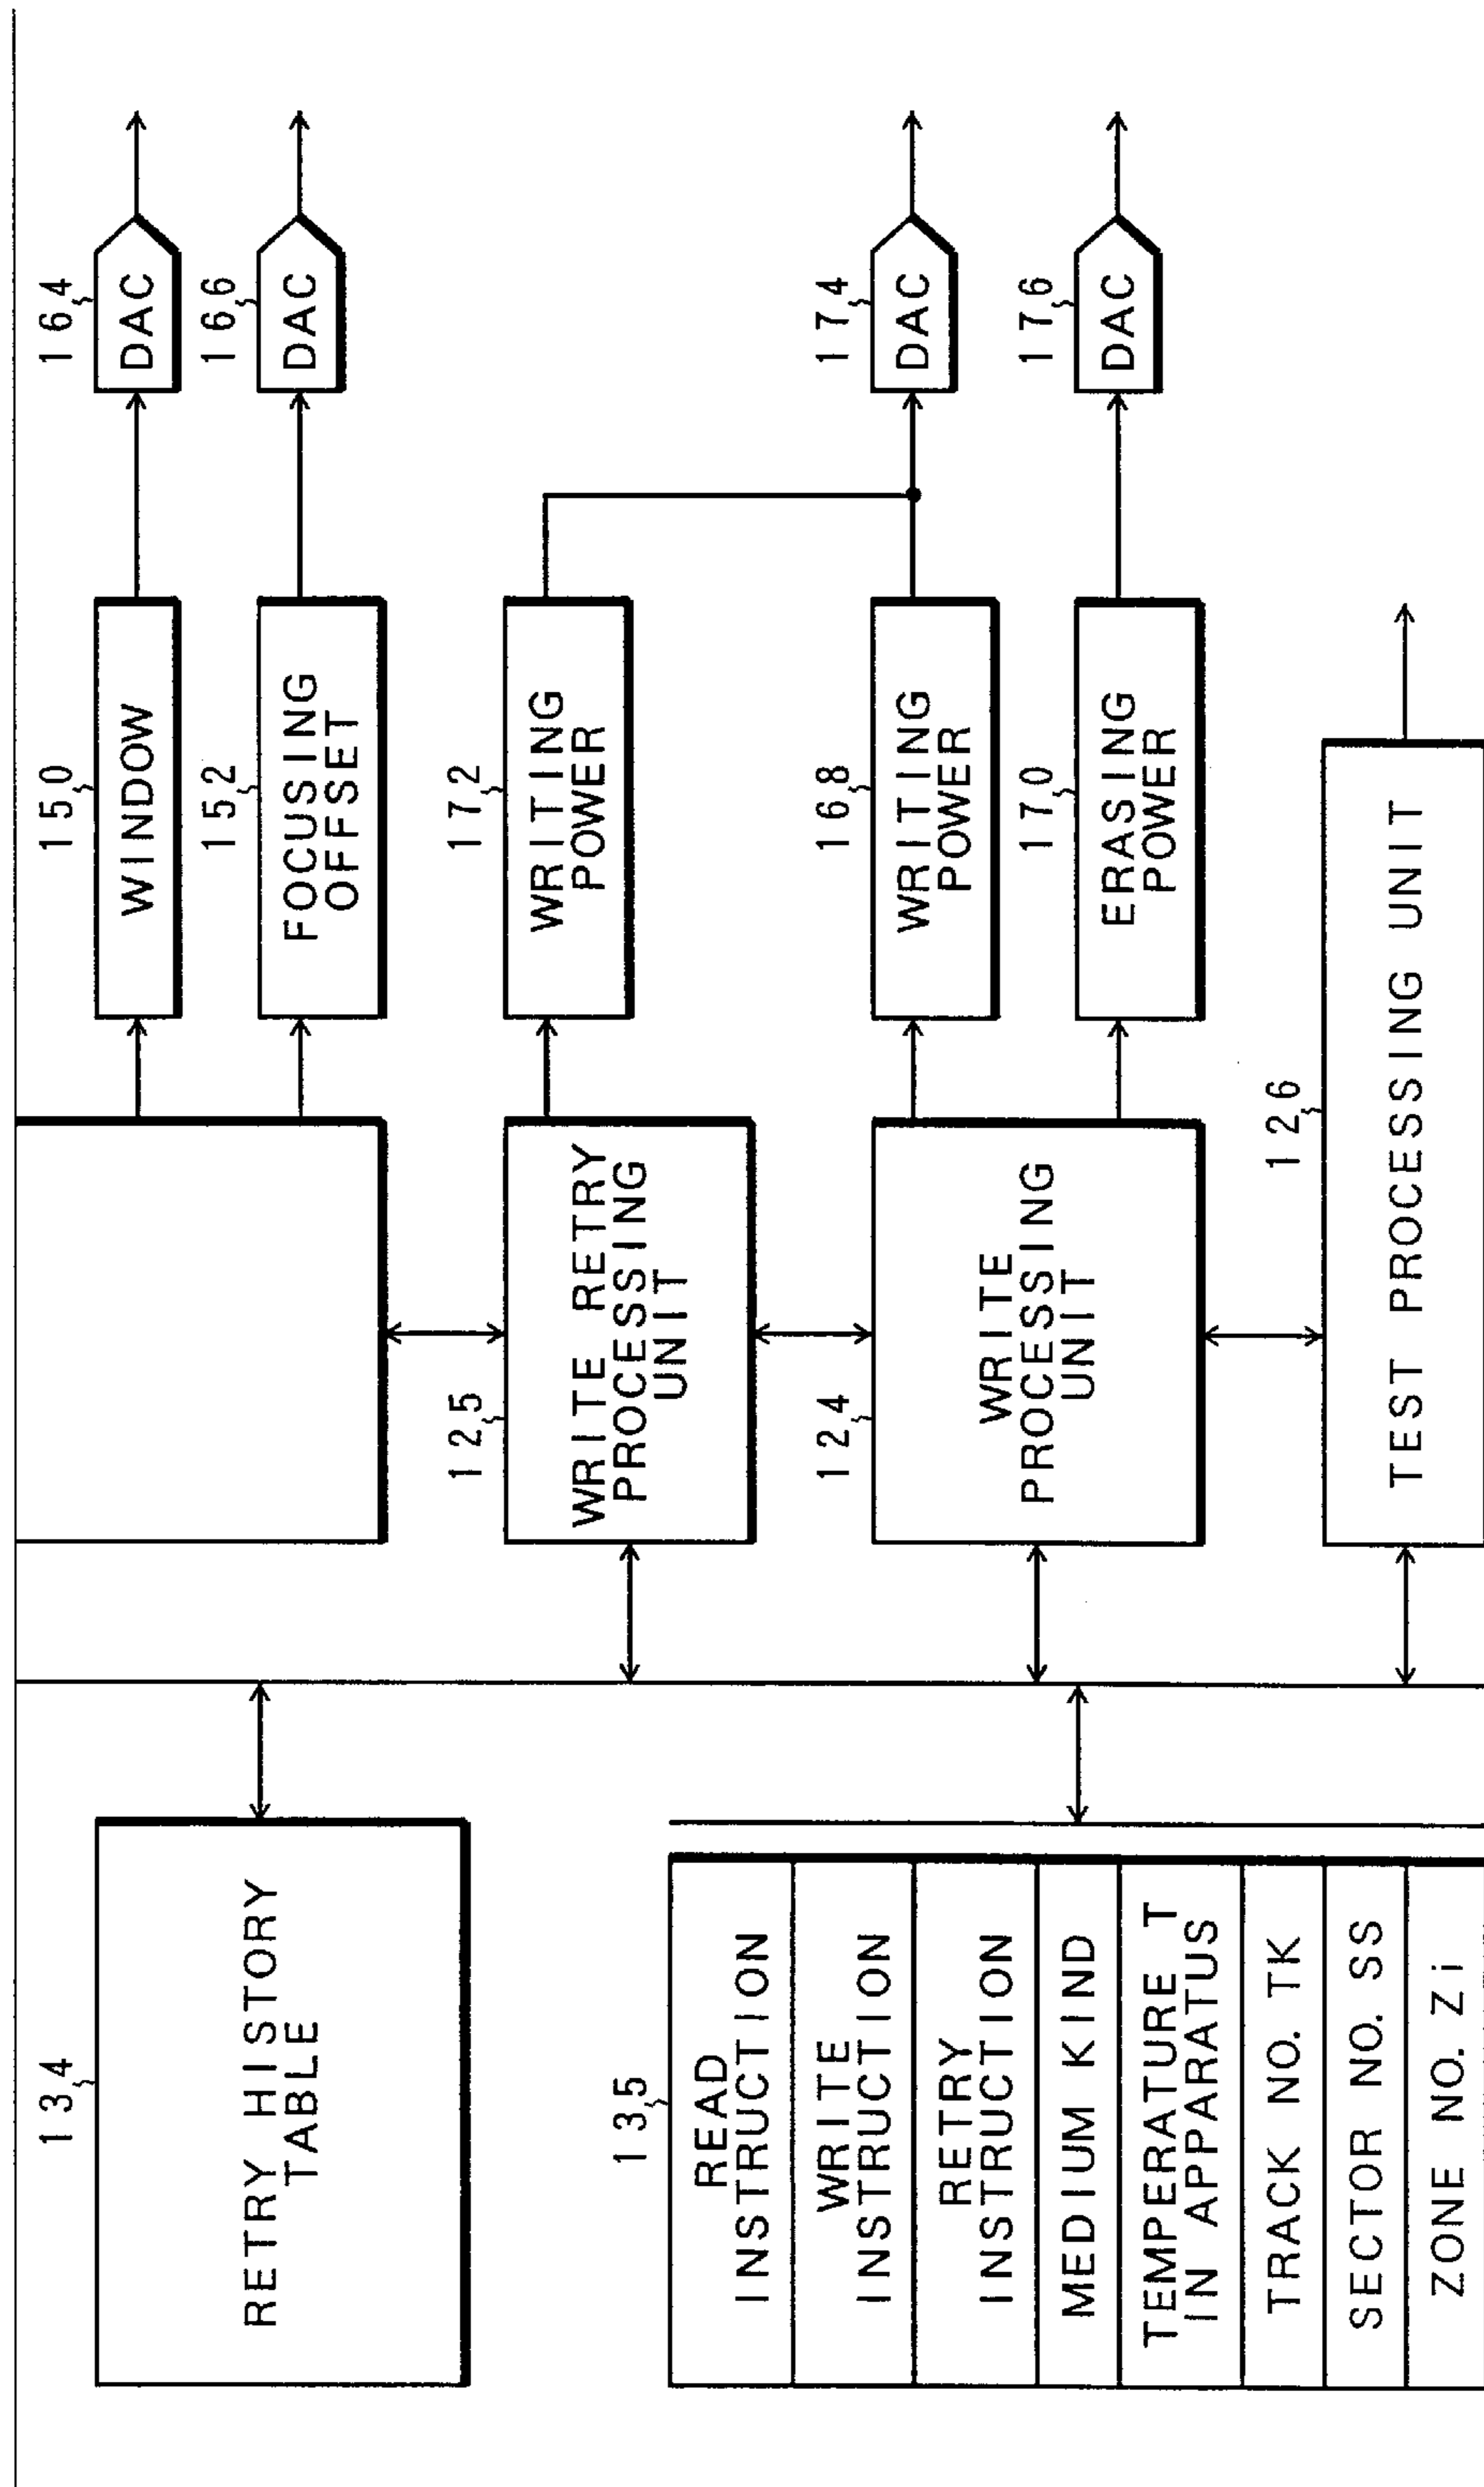 134
RETRY HISTORY
TABLE
135
READ
INSTRUCTION
WRITE
INSTRUCTION
RETRY
INSTRUCTION
MEDIUM KIND
TEMPERATURE T
IN APPARATUS
TRACK NO. TK
SECTOR NO. SS
ZONE NO. Zi
125
WRITE RETRY
PROCESSING
UNIT
124
WRITE
PROCESSING
UNIT
126
TEST PROCESSING UNIT
150
WINDOW
152
FOCUSING
OFFSET
172
WRITING
POWER
168
WRITING
POWER
170
ERASING
POWER
164
DAC
166
DAC
174
DAC
176
DAC